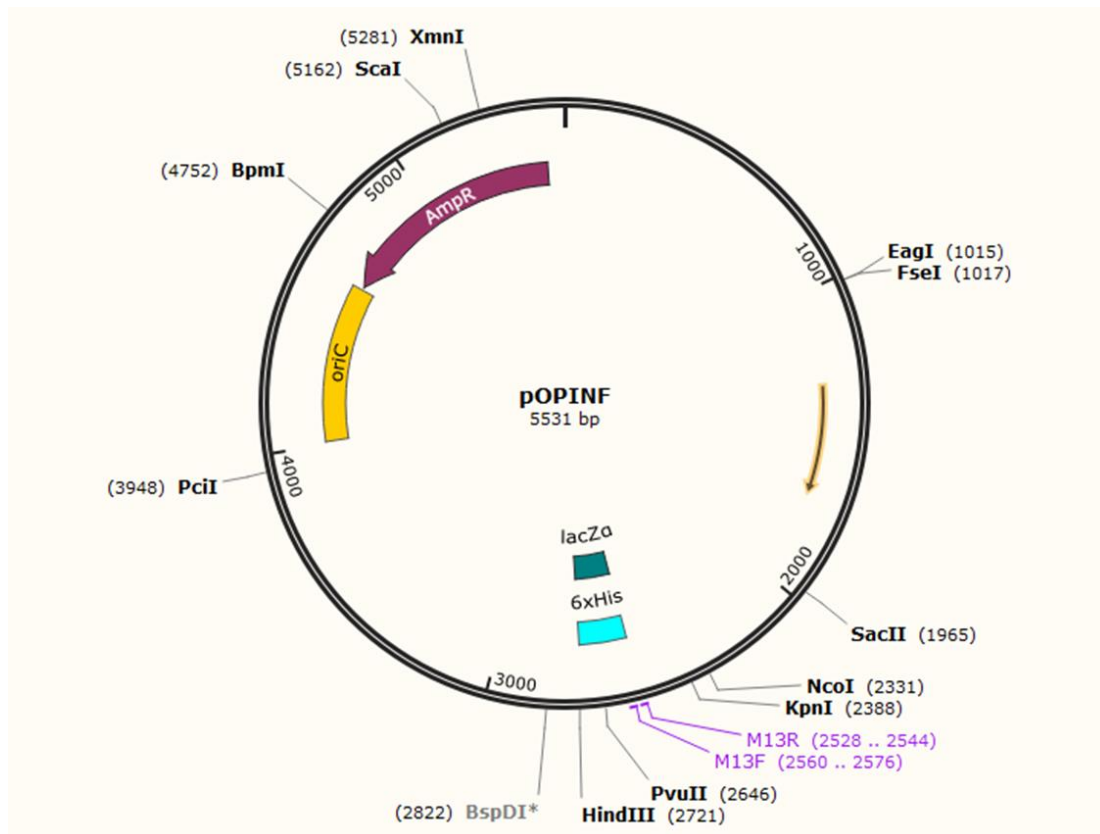 (5281) XmnI
(5162) ScaI
(4752) BpmI
5000
AmpR
1000
EagI (1015)
FseI (1017)
oriC
pOPINF
5531 bp
4000
(3948) PciI
lacZα
6xHis
2000
SacII (1965)
3000
NcoI (2331)
KpnI (2388)
M13R (2528 .. 2544)
M13F (2560 .. 2576)
PvuII (2646)
(2822) BspDI*
HindIII (2721)